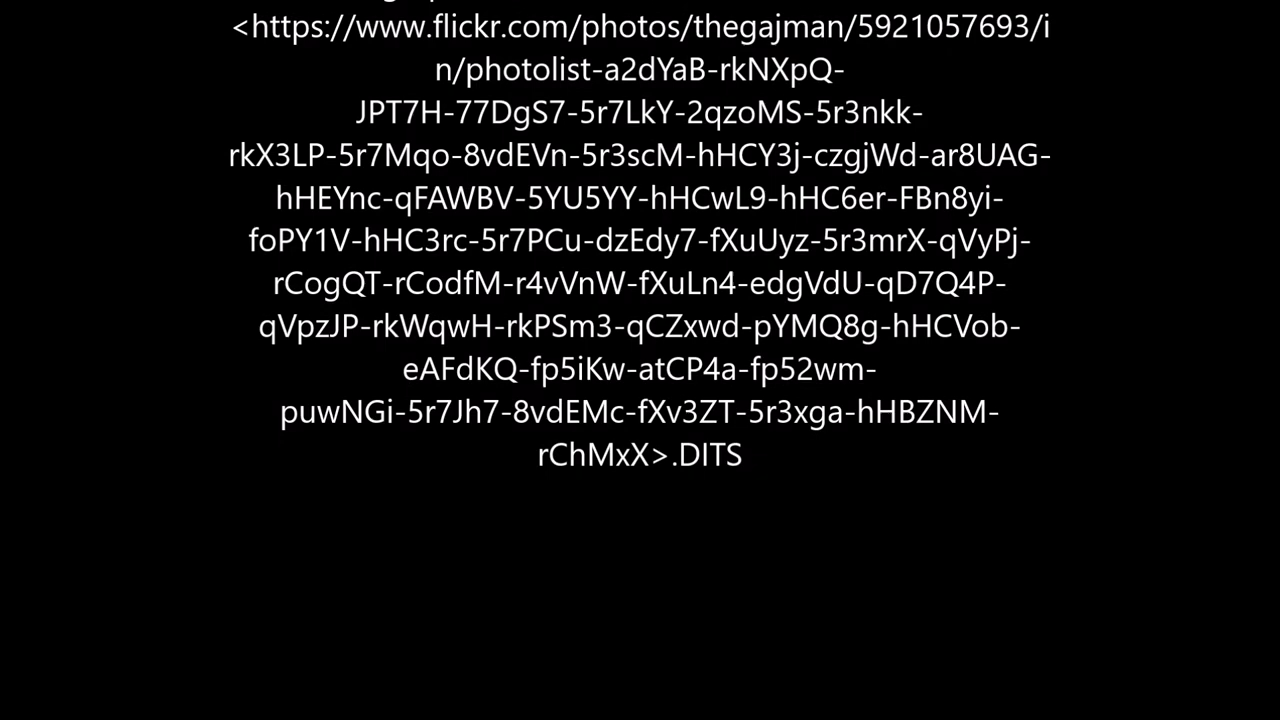 <https://www.flickr.com/photos/thegajman/5921057693/i
n/photolist-a2dYaB-rkNXpQ-
JPT7H-77DgS7-5r7LkY-2qzoMS-5r3nkk-
rkX3LP-5r7Mqo-8vdEVn-5r3scM-hHCY3j-czgjWd-ar8UAG-
hHEYnc-qFAWBV-5YU5YY-hHCwL9-hHC6er-FBn8yi-
foPY1V-hHC3rc-5r7PCu-dzEdy7-fXuUyz-5r3mrX-qVyPj-
rCogQT-rCodfM-r4vVnW-fXuLn4-edgVdU-qD7Q4P-
qVpzJP-rkWqwH-rkPSm3-qCZxwd-pYMQ8g-hHCVob-
eAFdKQ-fp5iKw-atCP4a-fp52wm-
puwNGi-5r7Jh7-8vdEMc-fXv3ZT-5r3xga-hHBZNM-
rChMxX>.DITS